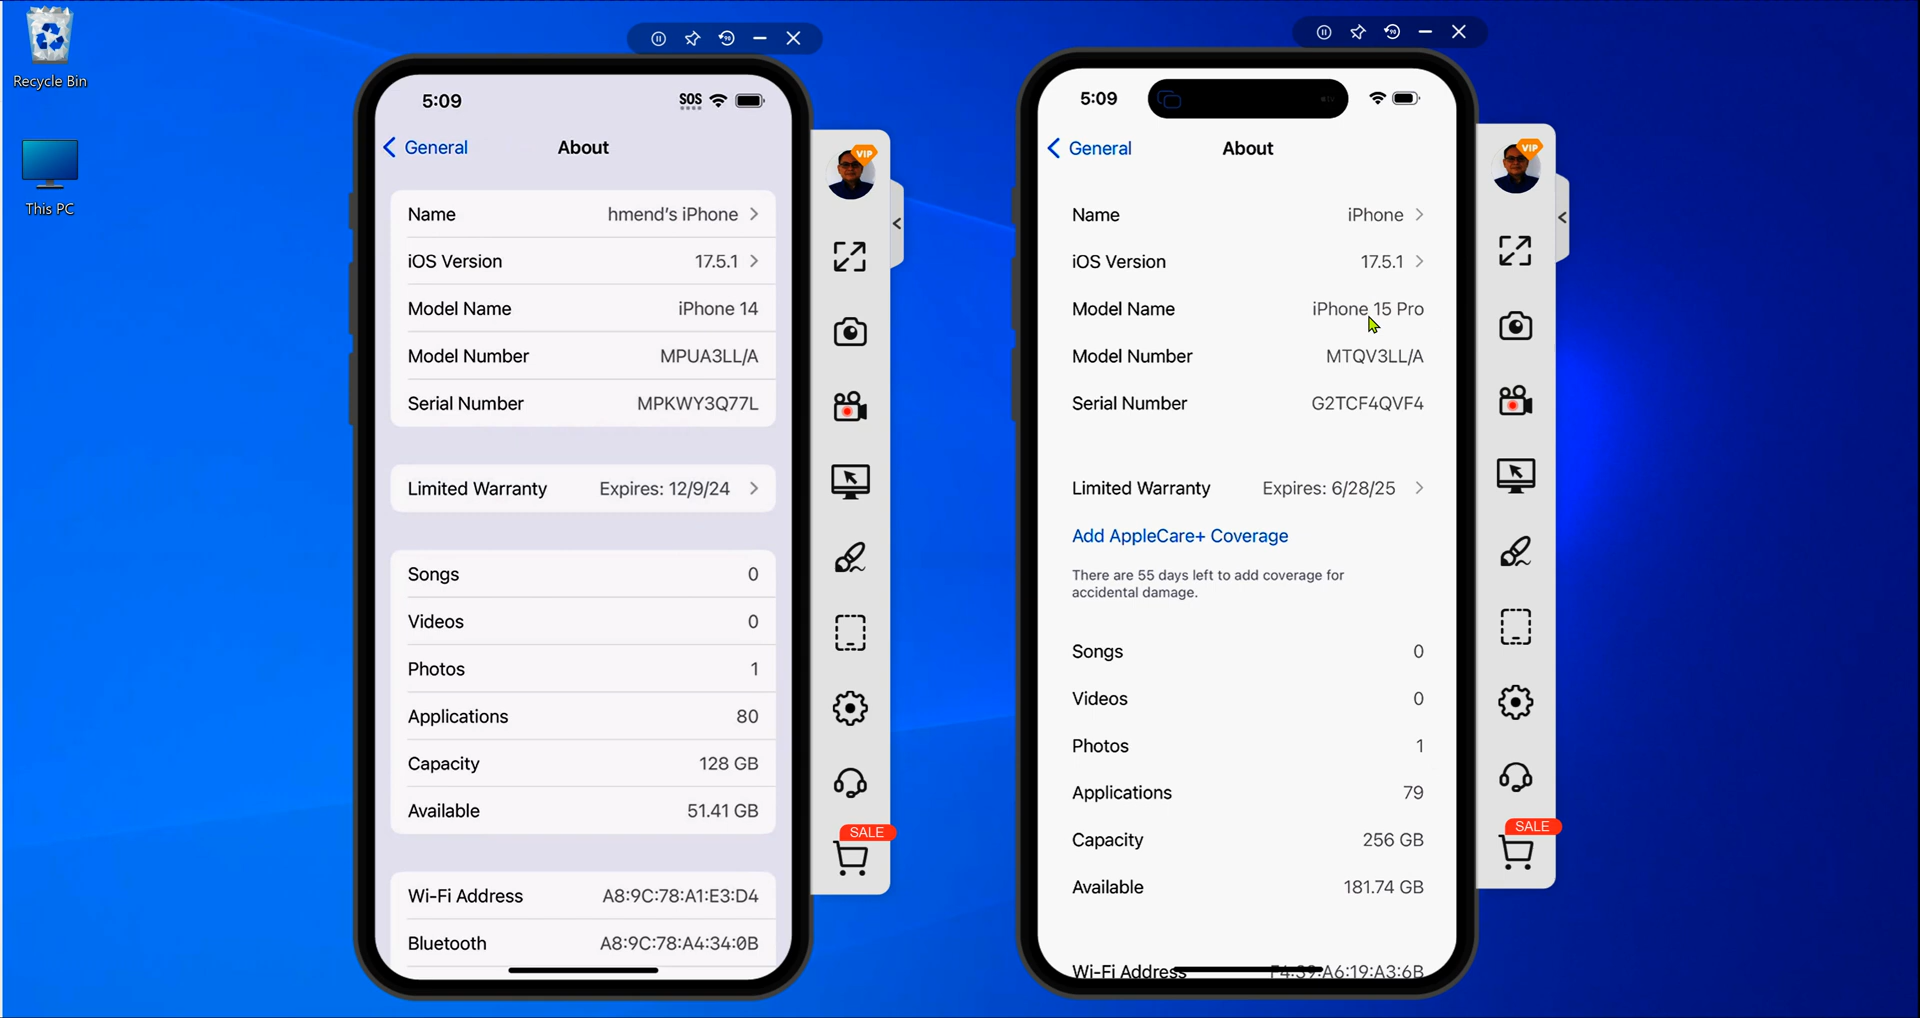 Recycle Bin
This PC
5:09
SOS
General
About
Name hmend's iPhone
iOS Version 17.5.1
Model Name iPhone 14
Model Number MPUA3LL/A
Serial Number MPKWY3Q77L
Limited Warranty Expires: 12/9/24
Songs 0
Videos 0
Photos 1
Applications 80
Capacity 128 GB
Available 51.41 GB
Wi-Fi Address A8:9C:78:A1:E3:D4
Bluetooth A8:9C:78:A4:34:0B
VIP
SALE
5:09
General
About
Name iPhone
iOS Version 17.5.1
Model Name iPhone 15 Pro
Model Number MTQV3LL/A
Serial Number G2TCF4QVF4
Limited Warranty Expires: 6/28/25
Add AppleCare+ Coverage
There are 55 days left to add coverage for
accidental damage.
Songs 0
Videos 0
Photos 1
Applications 79
Capacity 256 GB
Available 181.74 GB
Wi-Fi Address F4:39:A6:19:A3:6B
VIP
SALE